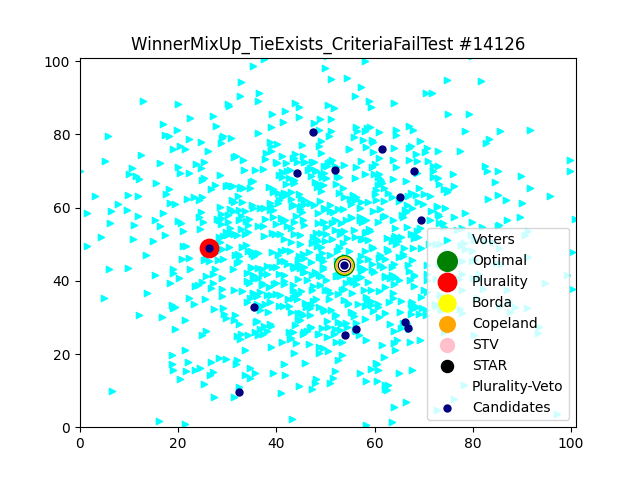 WinnerMixUp_TieExists_CriteriaFailTest #14126
100
80
60
40
20
0
0
20
40
60
80
100
Voters
Optimal
Plurality
Borda
Copeland
STV
STAR
Plurality-Veto
Candidates